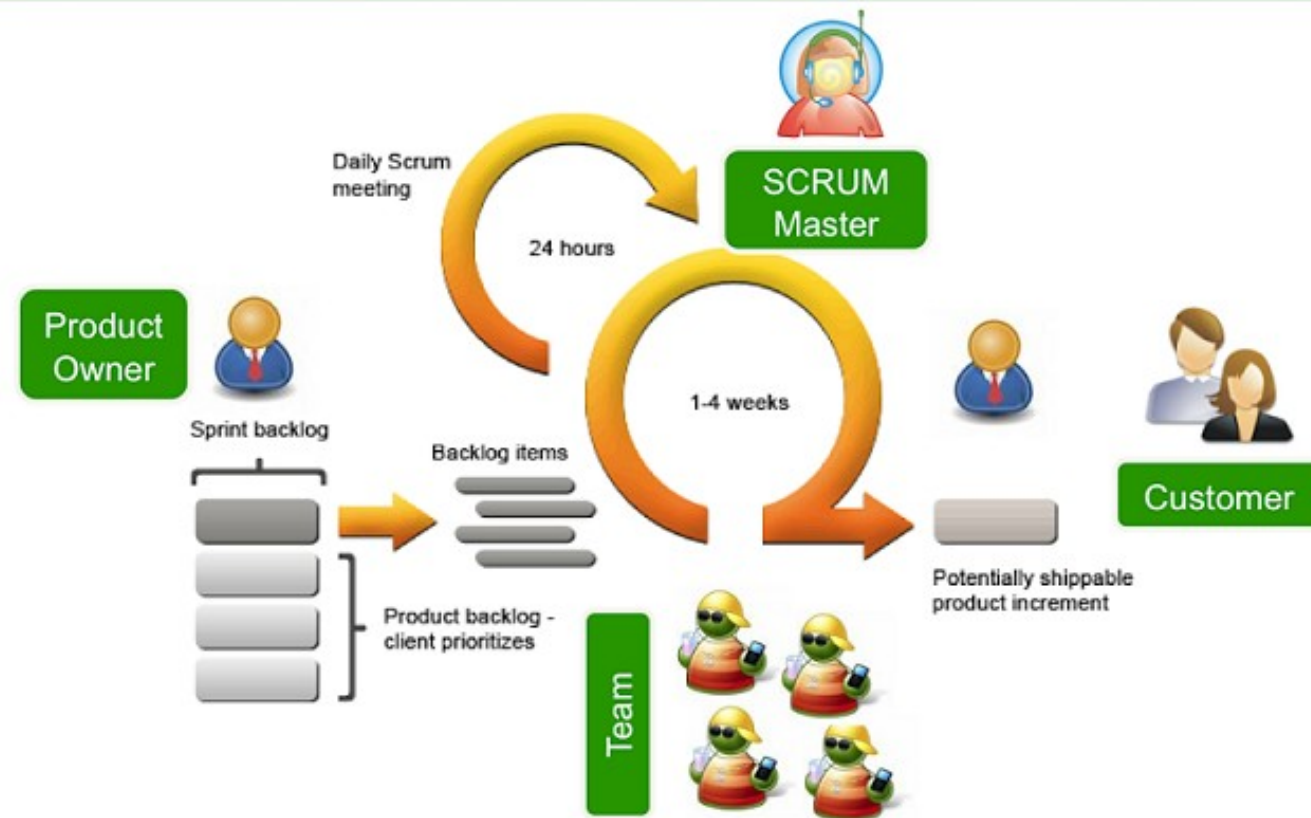 SCRUM
Master
Daily Scrum
meeting
24 hours
Product
Owner
1-4 weeks
Sprint backlog
Backlog items
Customer
Potentially shippable
product increment
Product backlog -
client prioritizes
Team